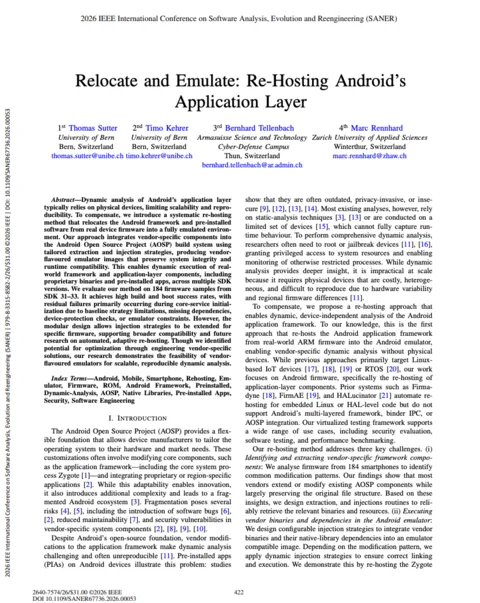 2026 IEEE International Conference on Software Analysis, Evolution and Reengineering (SANER)
Relocate and Emulate: Re-Hosting Android's
Application Layer
1st Thomas Sutter
University of Bern
Bern, Switzerland
thomas.sutter@unibe.ch
2nd Timo Kehrer
University of Bern
Bern, Switzerland
timo.kehrer@unibe.ch
3rd Bernhard Tellenbach
Armasuisse Science and Technology
Cyber-Defense Campus
Thun, Switzerland
bernhard.tellenbach@ar.admin.ch
4th Marc Rennhard
Zurich University of Applied Sciences
Winterthur, Switzerland
marc.rennhard@zhaw.ch
Abstract—Dynamic analysis of Android's application layer
typically relies on physical devices, limiting scalability and repro-
ducibility. To compensate, we introduce a systematic re-hosting
method that relocates the Android framework and pre-installed
software from real device firmware into a fully emulated environ-
ment. Our approach integrates vendor-specific components into
the Android Open Source Project (AOSP) build system using
tailored extraction and injection strategies, producing vendor-
flavoured emulator images that preserve system integrity and
runtime compatibility. This enables dynamic execution of real-
world framework and application-layer components, including
proprietary binaries and pre-installed apps, across multiple SDK
versions. We evaluate our method on 184 firmware samples from
SDK 31–33. It achieves high build and boot success rates, with
residual failures primarily occurring during core-service initial-
ization due to baseline strategy limitations, missing dependencies,
device-protection checks, or emulator constraints. However, the
modular design allows injection strategies to be extended for
specific firmware, supporting broader compatibility and future
research on automated, adaptive re-hosting. Though we identified
potential for optimization through engineering vendor-specific
solutions, our research demonstrates the feasibility of vendor-
flavoured emulators for scalable, reproducible dynamic analysis.
Index Terms—Android, Mobile, Smartphone, Rehosting, Emu-
lator, Firmware, ROM, Android Framework, Preinstalled,
Dynamic-Analysis, AOSP, Native Libraries, Pre-installed Apps,
Security, Software Engineering
I. INTRODUCTION
The Android Open Source Project (AOSP) provides a flex-
ible foundation that allows device manufacturers to tailor the
operating system to their hardware and market needs. These
customizations often involve modifying core components, such
as the application framework—including the core system pro-
cess Zygote [1]—and integrating proprietary or region-specific
applications [2]. While this adaptability enables innovation,
it also introduces additional complexity and leads to a frag-
mented Android ecosystem [3]. Fragmentation poses several
risks [4], [5], including the introduction of software bugs [6],
[2], reduced maintainability [7], and security vulnerabilities in
vendor-specific system components [2], [8], [9], [10].
Despite Android's open-source foundation, vendor modifi-
cations to the application framework make dynamic analysis
challenging and often unreproducible [11]. Pre-installed apps
(PIAs) on Android devices illustrate this problem: studies
show that they are often outdated, privacy-invasive, or inse-
cure [9], [12], [13], [14]. Most existing analyses, however, rely
on static-analysis techniques [3], [13] or are conducted on a
limited set of devices [15], which cannot fully capture run-
time behaviour. To perform comprehensive dynamic analysis,
researchers often need to root or jailbreak devices [11], [16],
granting privileged access to system resources and enabling
monitoring of otherwise restricted processes. While dynamic
analysis provides deeper insight, it is impractical at scale
because it requires physical devices that are costly, heteroge-
neous, and difficult to reproduce due to hardware variability
and regional firmware differences [11].
To compensate, we propose a re-hosting approach that
enables dynamic, device-independent analysis of the Android
application framework. To our knowledge, this is the first
approach that re-hosts the Android application framework
from real-world ARM firmware into the Android emulator,
enabling vendor-specific dynamic analysis without physical
devices. While previous approaches primarily target Linux-
based IoT devices [17], [18], [19] or RTOS [20], our work
focuses on Android firmware, specifically the re-hosting of
application-layer components. Prior systems such as Firma-
dyne [18], FirmAE [19], and HALucinator [21] automate re-
hosting for embedded Linux or HAL-level code but do not
support Android's multi-layered framework, binder IPC, or
AOSP integration. Our virtualized testing framework supports
a wide range of use cases, including security evaluation,
software testing, and performance benchmarking.
Our re-hosting method addresses three key challenges. (i)
Identifying and extracting vendor-specific framework compo-
nents: We analyse firmware from 184 smartphones to identify
common modification patterns. Our findings show that most
vendors extend or modify existing AOSP components while
largely preserving the original file structure. Based on these
insights, we design extraction, and injections routines to reli-
ably retrieve the relevant binaries and resources. (ii) Executing
vendor binaries and dependencies in the Android emulator:
We design configurable injection strategies to integrate vendor
binaries and their native-library dependencies into an emulator
compatible image. Depending on the modification pattern, we
apply dynamic injection strategies to ensure correct linking
and execution. We demonstrate this by re-hosting the Zygote
2026 IEEE International Conference on Software Analysis, Evolution and Reengineering (SANER) | 979-8-3315-8982-2/26/$31.00 ©2026 IEEE | DOI: 10.1109/SANER67736.2026.00053
2640-7574/26/$31.00 ©2026 IEEE
DOI 10.1109/SANER67736.2026.00053
422